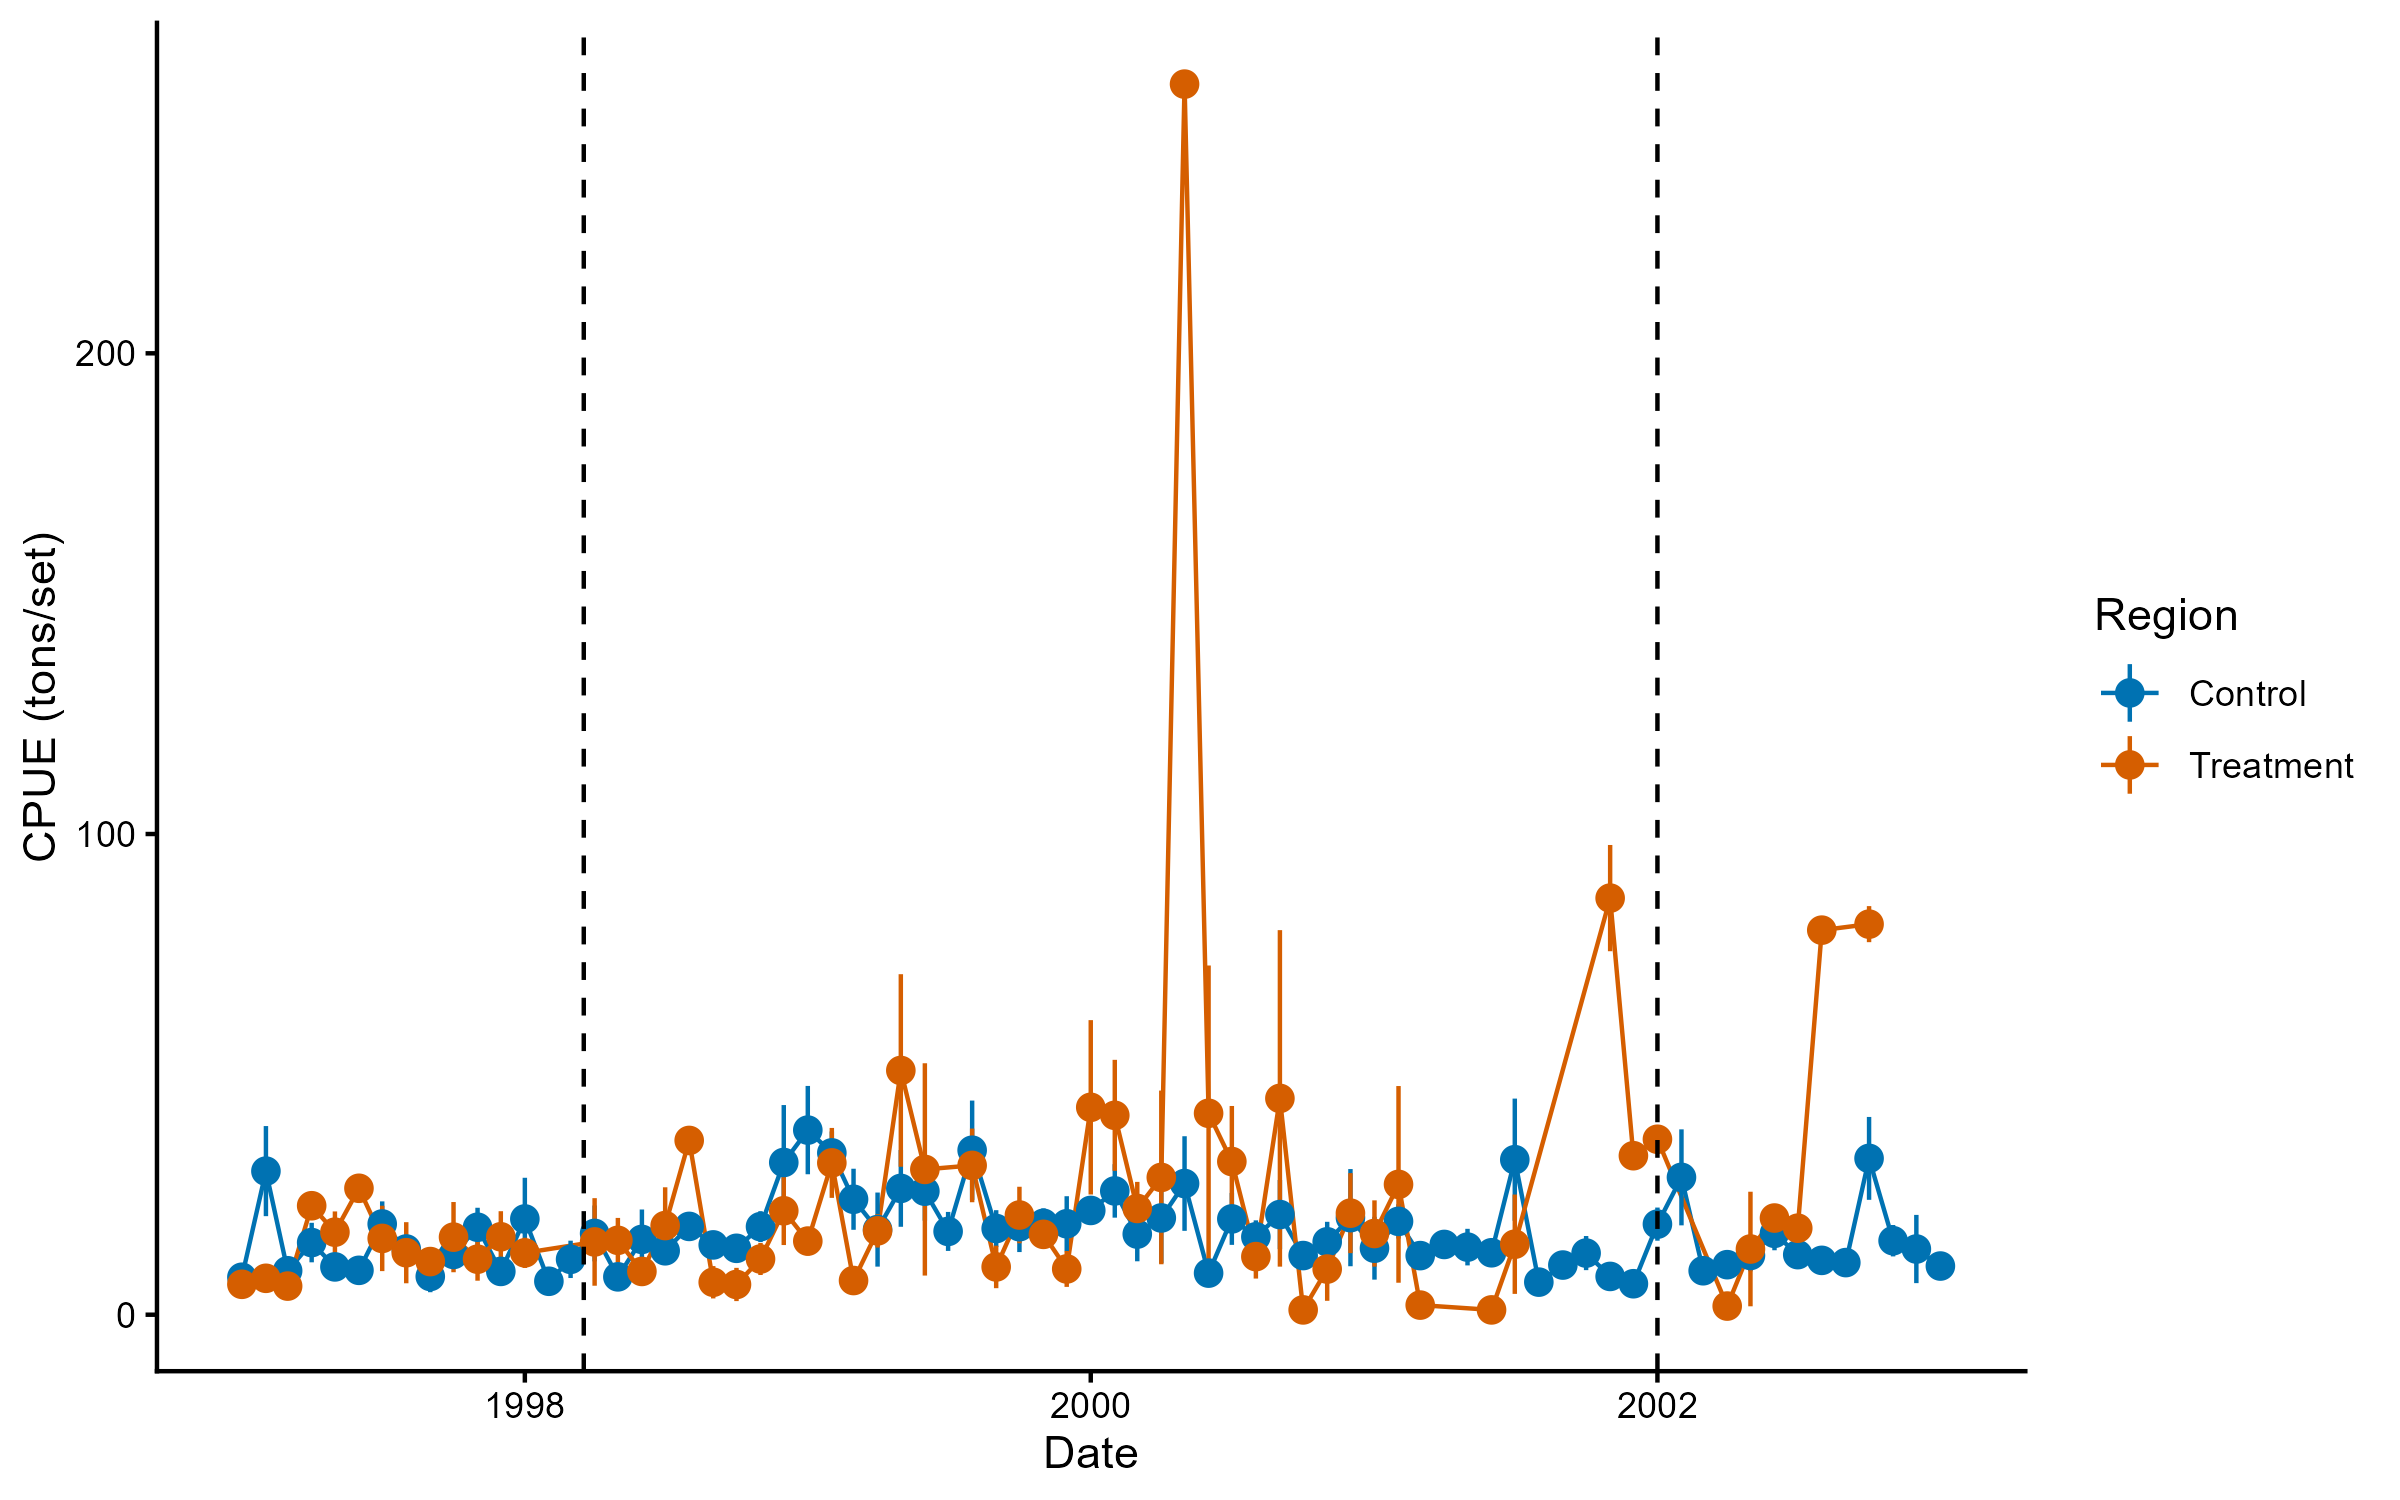 CPUE (tons/set)
200
100
0
1998
2000
2002
Date
Region
Control
Treatment